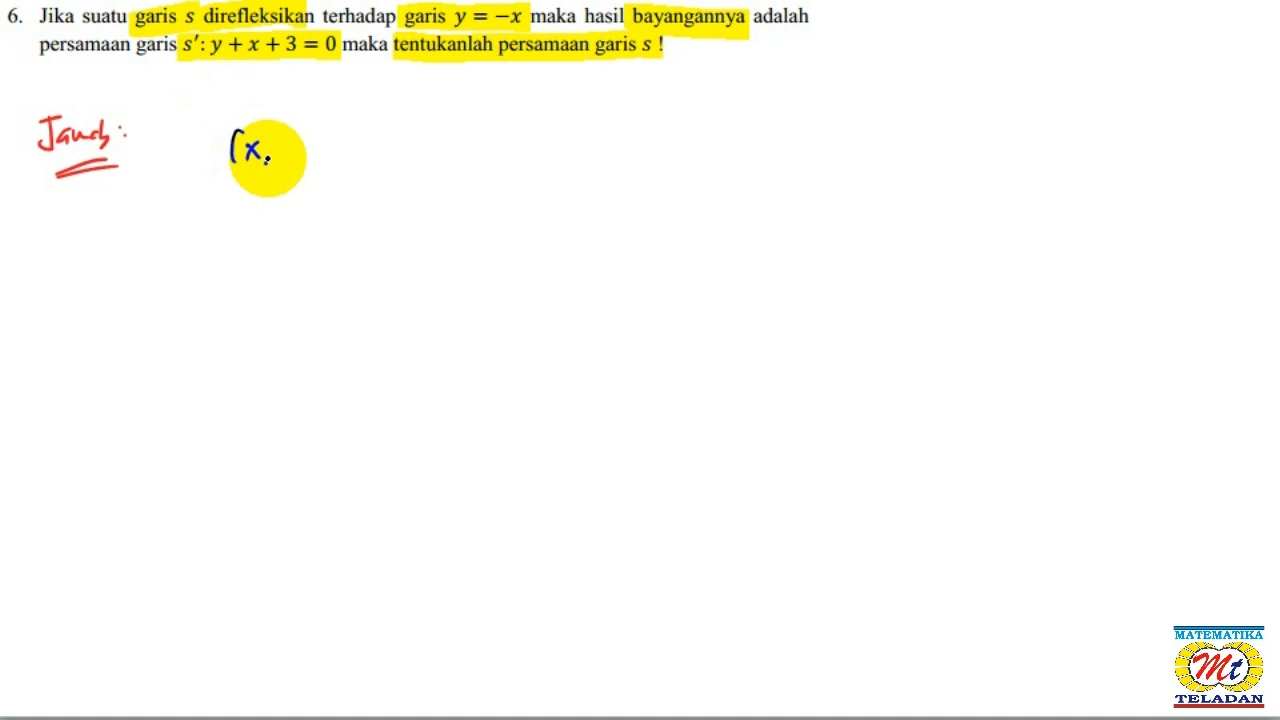 6. Jika suatu garis s direfleksikan terhadap garis y = −x maka hasil bayangannya adalah
persamaan garis s′: y + x + 3 = 0 maka tentukanlah persamaan garis s !
Jawab:
(x,
MATEMATIKA
Mt
TELADAN